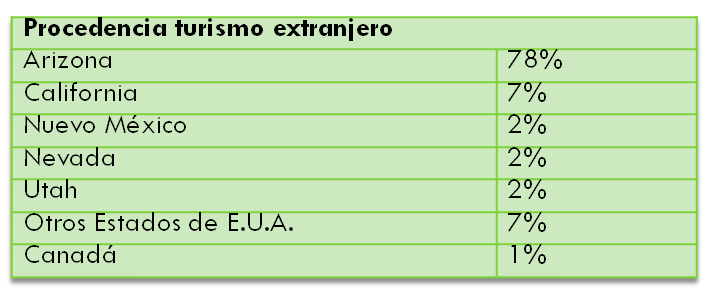 Procedencia turismo extranjero
Arizona 78%
California 7%
Nuevo México 2%
Nevada 2%
Utah 2%
Otros Estados de E.U.A. 7%
Canadá 1%